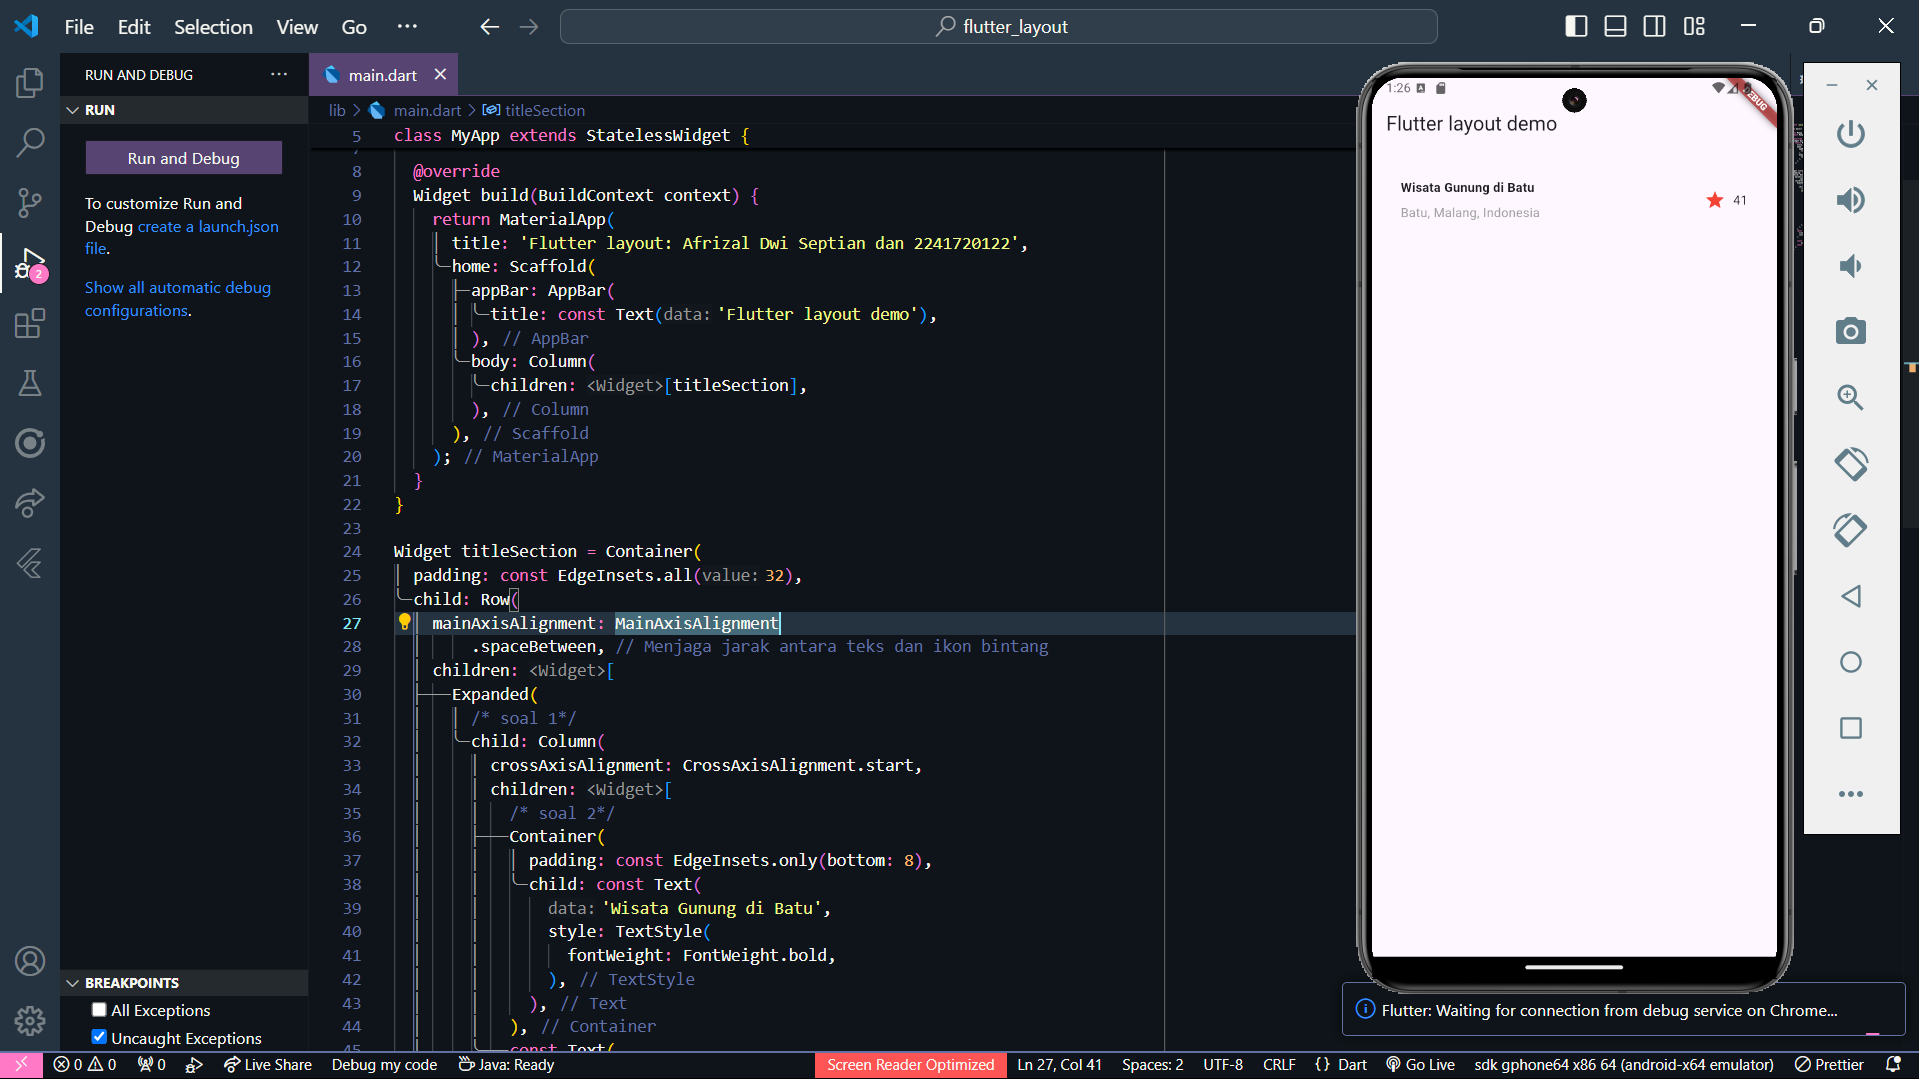 File Edit Selection View Go
flutter_layout
RUN AND DEBUG
main.dart
RUN
Run and Debug
To customize Run and
Debug create a launch.json
file.
Show all automatic debug
configurations.
BREAKPOINTS
All Exceptions
Uncaught Exceptions
lib > main.dart > titleSection
5 class MyApp extends StatelessWidget {
8 @override
9 Widget build(BuildContext context) {
10 return MaterialApp(
11 title: 'Flutter layout: Afrizal Dwi Septian dan 2241720122',
12 home: Scaffold(
13 appBar: AppBar(
14 title: const Text(data: 'Flutter layout demo'),
15 ), // AppBar
16 body: Column(
17 children: <Widget>[titleSection],
18 ), // Column
19 ), // Scaffold
20 ); // MaterialApp
21 }
22 }
23
24 Widget titleSection = Container(
25 padding: const EdgeInsets.all(value: 32),
26 child: Row(
27 mainAxisAlignment: MainAxisAlignment
28 .spaceBetween, // Menjaga jarak antara teks dan ikon bintang
29 children: <Widget>[
30 Expanded(
31 /* soal 1*/
32 child: Column(
33 crossAxisAlignment: CrossAxisAlignment.start,
34 children: <Widget>[
35 /* soal 2*/
36 Container(
37 padding: const EdgeInsets.only(bottom: 8),
38 child: const Text(
39 data: 'Wisata Gunung di Batu',
40 style: TextStyle(
41 fontWeight: FontWeight.bold,
42 ), // TextStyle
43 ), // Text
44 ), // Container
45 const Text(
1:26
DEBUG
Flutter layout demo
Wisata Gunung di Batu
41
Batu, Malang, Indonesia
Flutter: Waiting for connection from debug service on Chrome...
2
0 0 0 Live Share Debug my code Java: Ready
Screen Reader Optimized Ln 27, Col 41 Spaces: 2 UTF-8 CRLF {} Dart Go Live sdk gphone64 x86 64 (android-x64 emulator) Prettier